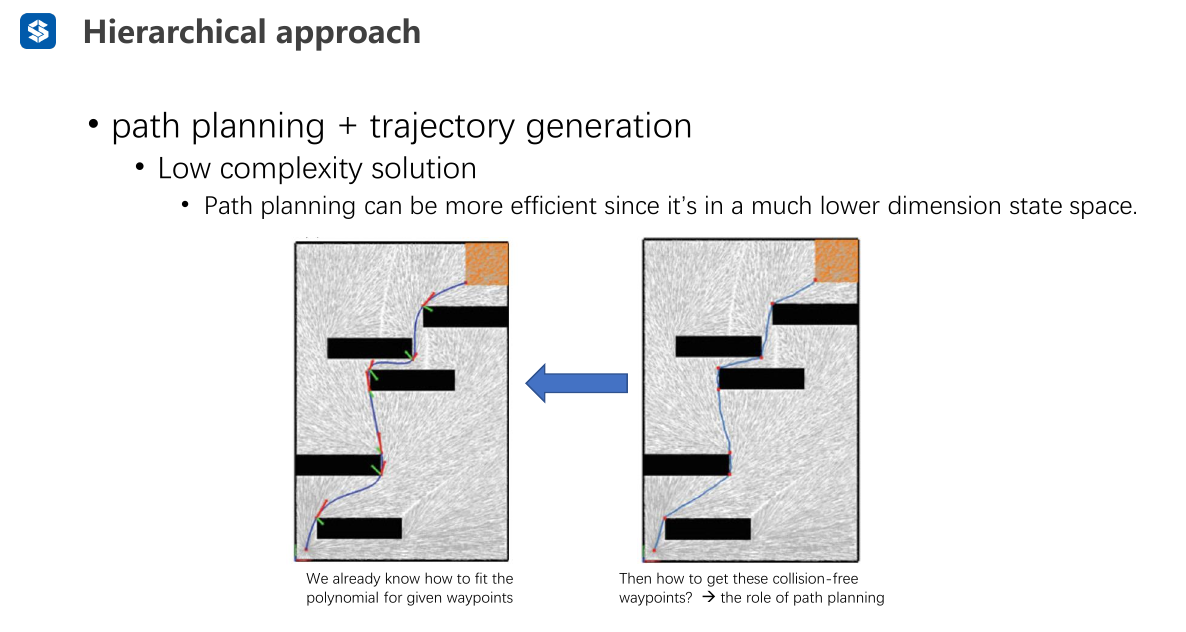 Hierarchical approach
• path planning + trajectory generation
• Low complexity solution
• Path planning can be more efficient since it's in a much lower dimension state space.
We already know how to fit the
polynomial for given waypoints
Then how to get these collision-free
waypoints? → the role of path planning